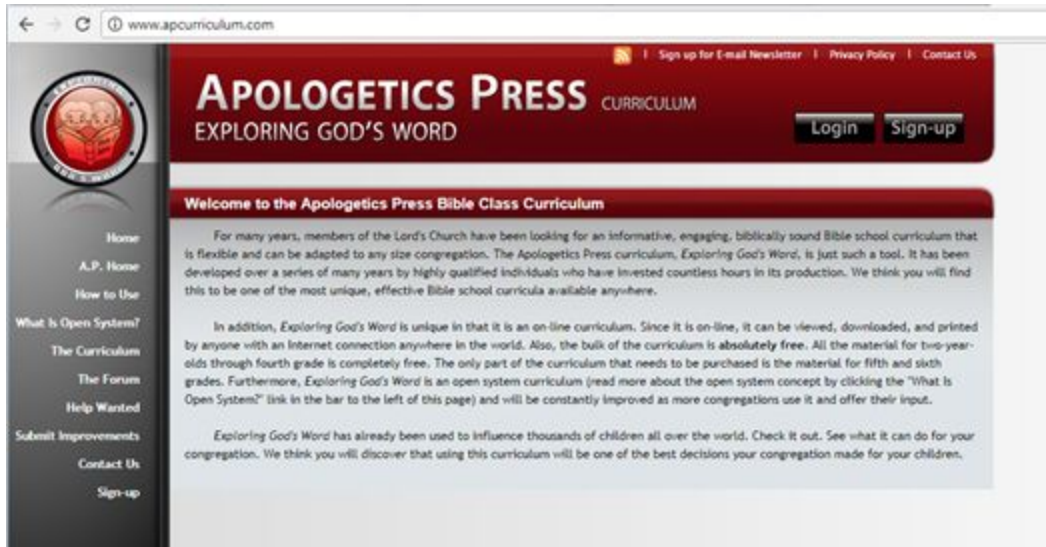 www.apcurriculum.com
| Sign up for E-mail Newsletter | Privacy Policy | Contact Us
APOLOGETICS PRESS CURRICULUM
EXPLORING GOD'S WORD
Login Sign-up
Welcome to the Apologetics Press Bible Class Curriculum
For many years, members of the Lord's Church have been looking for an informative, engaging, biblically sound Bible school curriculum that
is flexible and can be adapted to any size congregation. The Apologetics Press curriculum, Exploring God's Word, is just such a tool. It has been
developed over a series of many years by highly qualified individuals who have invested countless hours in its production. We think you will find
this to be one of the most unique, effective Bible school curricula available anywhere.
In addition, Exploring God's Word is unique in that it is an on-line curriculum. Since it is on-line, it can be viewed, downloaded, and printed
by anyone with an Internet connection anywhere in the world. Also, the bulk of the curriculum is absolutely free. All the material for two-year-
olds through fourth grade is completely free. The only part of the curriculum that needs to be purchased is the material for fifth and sixth
grades. Furthermore, Exploring God's Word is an open system curriculum (read more about the open system concept by clicking the "What Is
Open System?" link in the bar to the left of this page) and will be constantly improved as more congregations use it and offer their input.
Exploring God's Word has already been used to influence thousands of children all over the world. Check it out. See what it can do for your
congregation. We think you will discover that using this curriculum will be one of the best decisions your congregation made for your children.
Home
A.P. Home
How to Use
What Is Open System?
The Curriculum
The Forum
Help Wanted
Submit Improvements
Contact Us
Sign-up